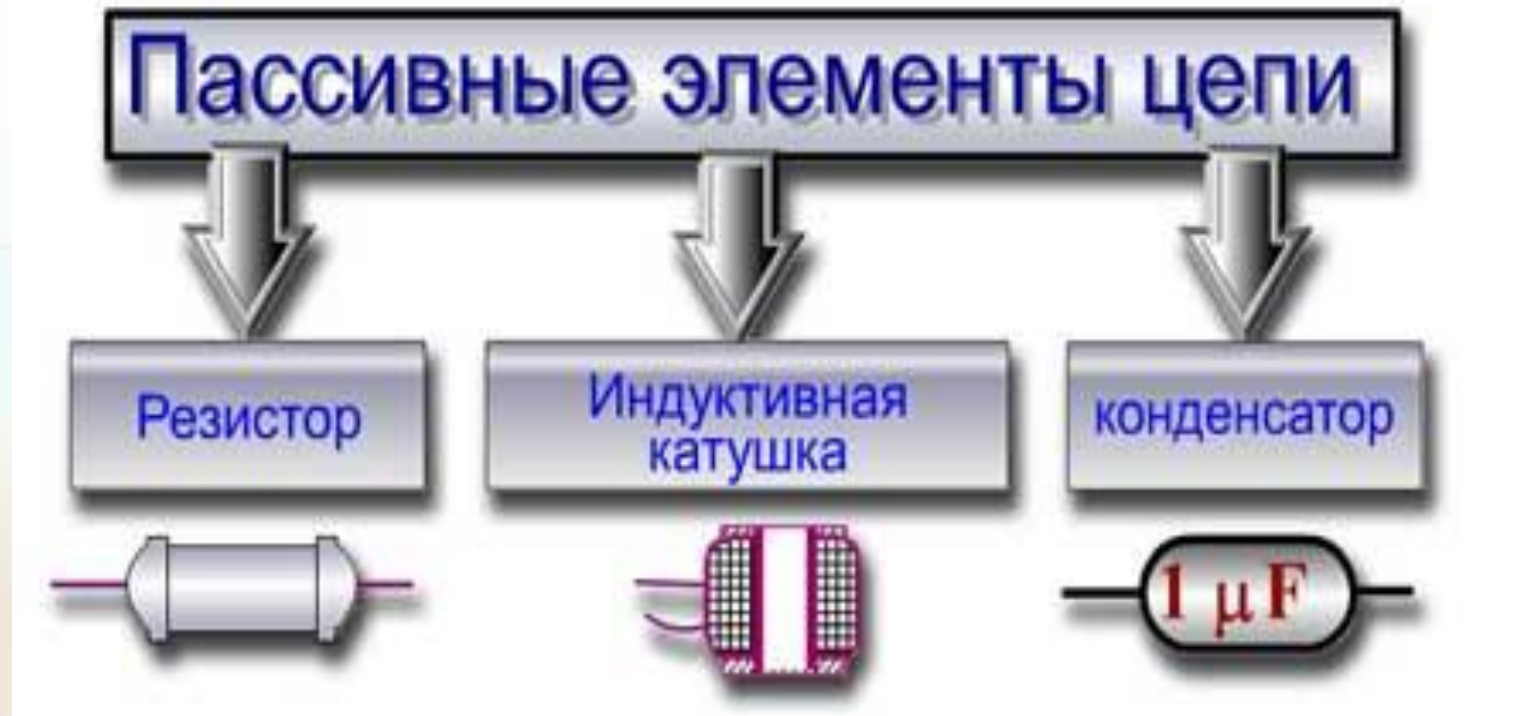 Пассивные элементы цепи
Резистор
Индуктивная
катушка
конденсатор
1 μF